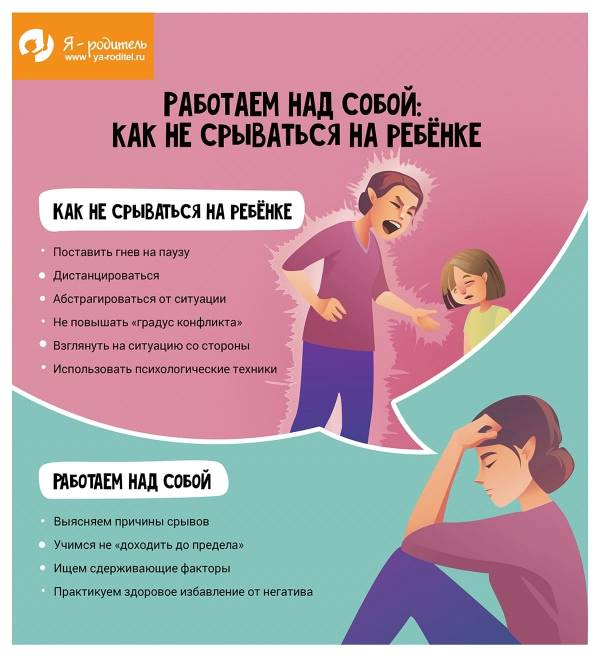 Я - родитель
www.ya-roditel.ru
РАБОТАЕМ НАД СОБОЙ:
КАК НЕ СРЫВАТЬСЯ НА РЕБЁНКЕ
КАК НЕ СРЫВАТЬСЯ НА РЕБЁНКЕ
Поставить гнев на паузу
Дистанцироваться
Абстрагироваться от ситуации
Не повышать «градус конфликта»
Взглянуть на ситуацию со стороны
Использовать психологические техники
РАБОТАЕМ НАД СОБОЙ
Выясняем причины срывов
Учимся не «доходить до предела»
Ищем сдерживающие факторы
Практикуем здоровое избавление от негатива